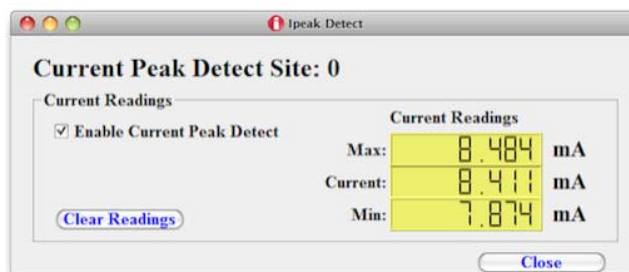 Ipeak Detect
Current Peak Detect Site: 0
Current Readings
Enable Current Peak Detect
Current Readings
Max: 8.484 mA
Current: 8.411 mA
Min: 7.874 mA
Clear Readings
Close